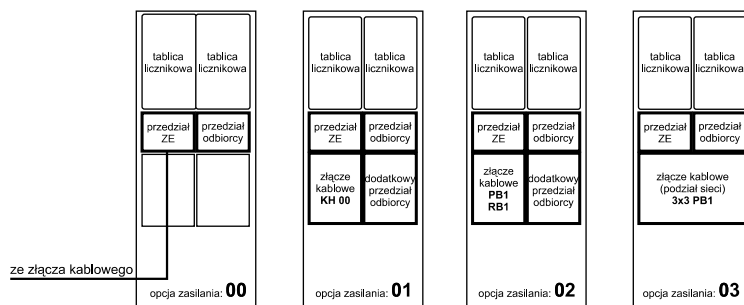 tablica licznikowa
tablica licznikowa
przedział ZE
przedział odbiorcy
ze złącza kablowego
opcja zasilania: 00
tablica licznikowa
tablica licznikowa
przedział ZE
przedział odbiorcy
złącze kablowe KH 00
dodatkowy przedział odbiorcy
opcja zasilania: 01
tablica licznikowa
tablica licznikowa
przedział ZE
przedział odbiorcy
złącze kablowe PB1 RB1
dodatkowy przedział odbiorcy
opcja zasilania: 02
tablica licznikowa
tablica licznikowa
przedział ZE
przedział odbiorcy
złącze kablowe (podział sieci) 3x3 PB1
opcja zasilania: 03